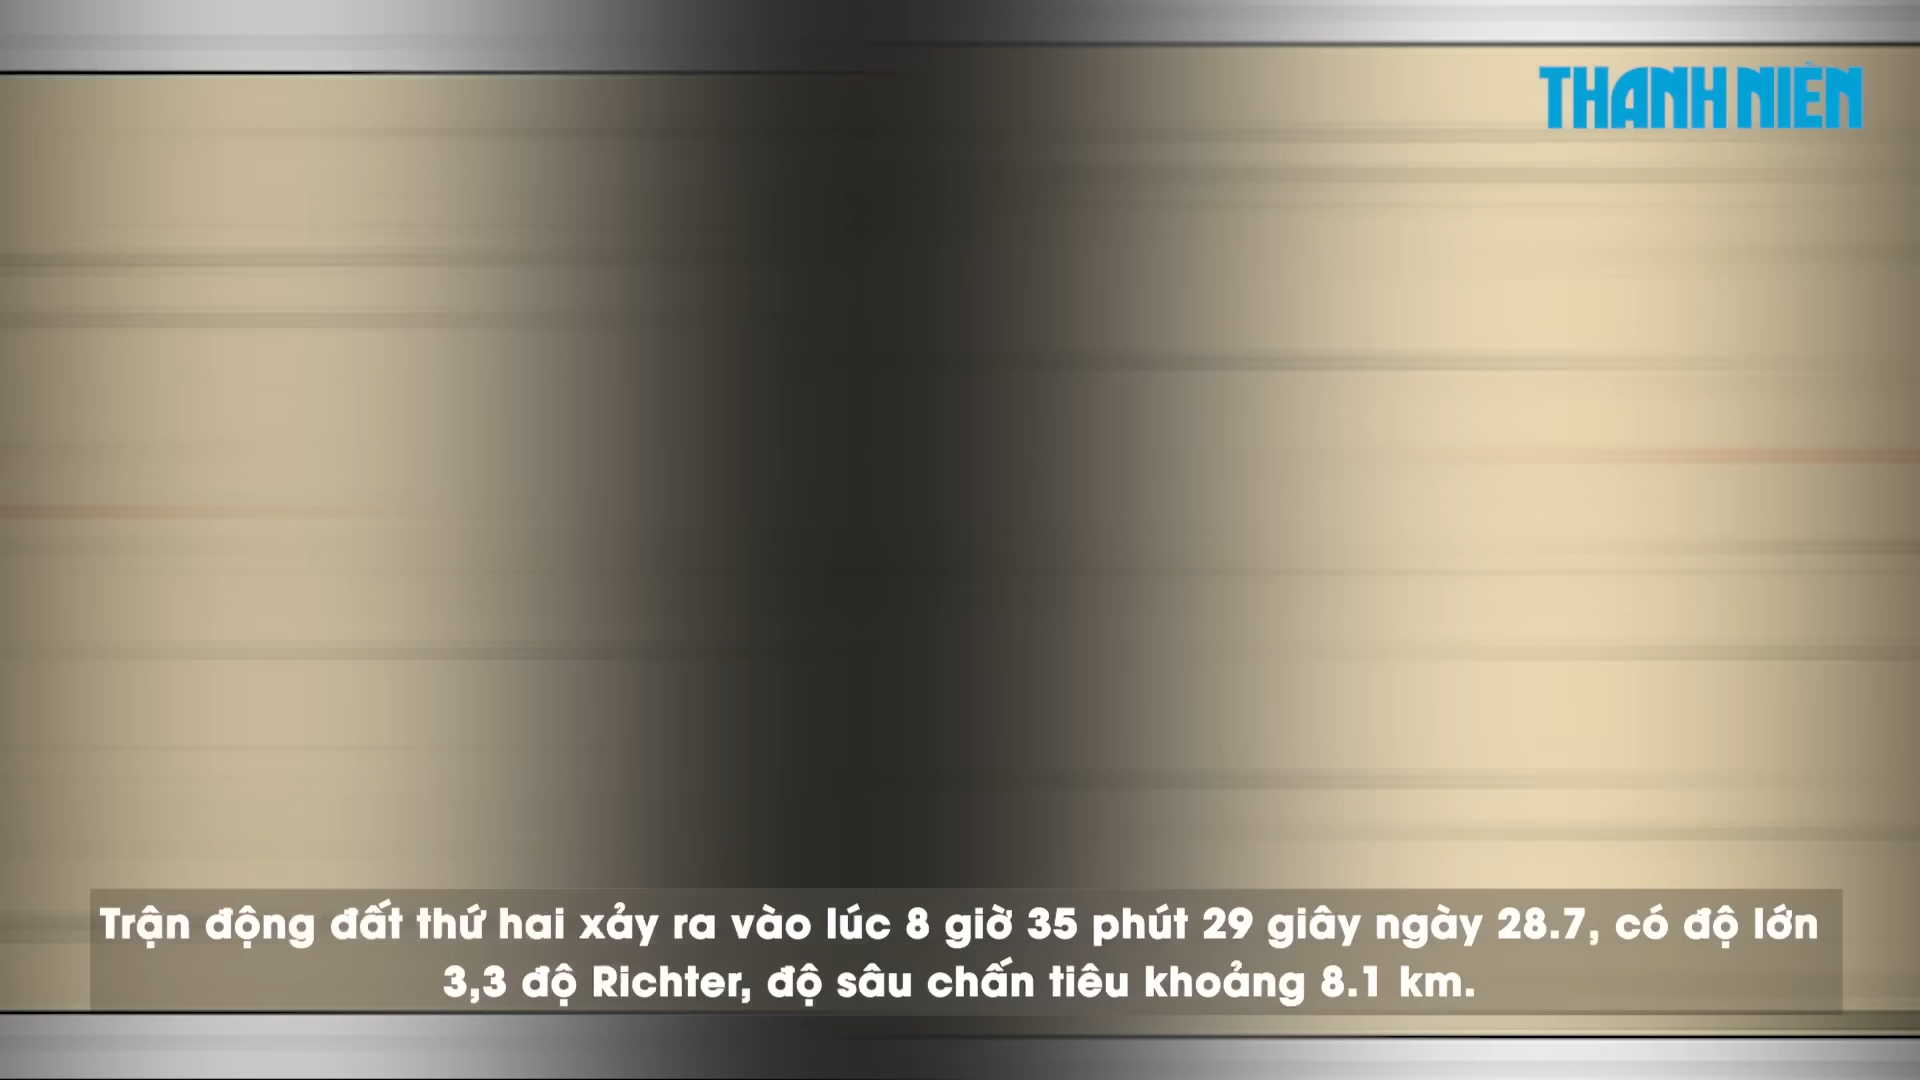 THANH NIÊN
Trận động đất thứ hai xảy ra vào lúc 8 giờ 35 phút 29 giây ngày 28.7, có độ lớn
3,3 độ Richter, độ sâu chấn tiêu khoảng 8.1 km.